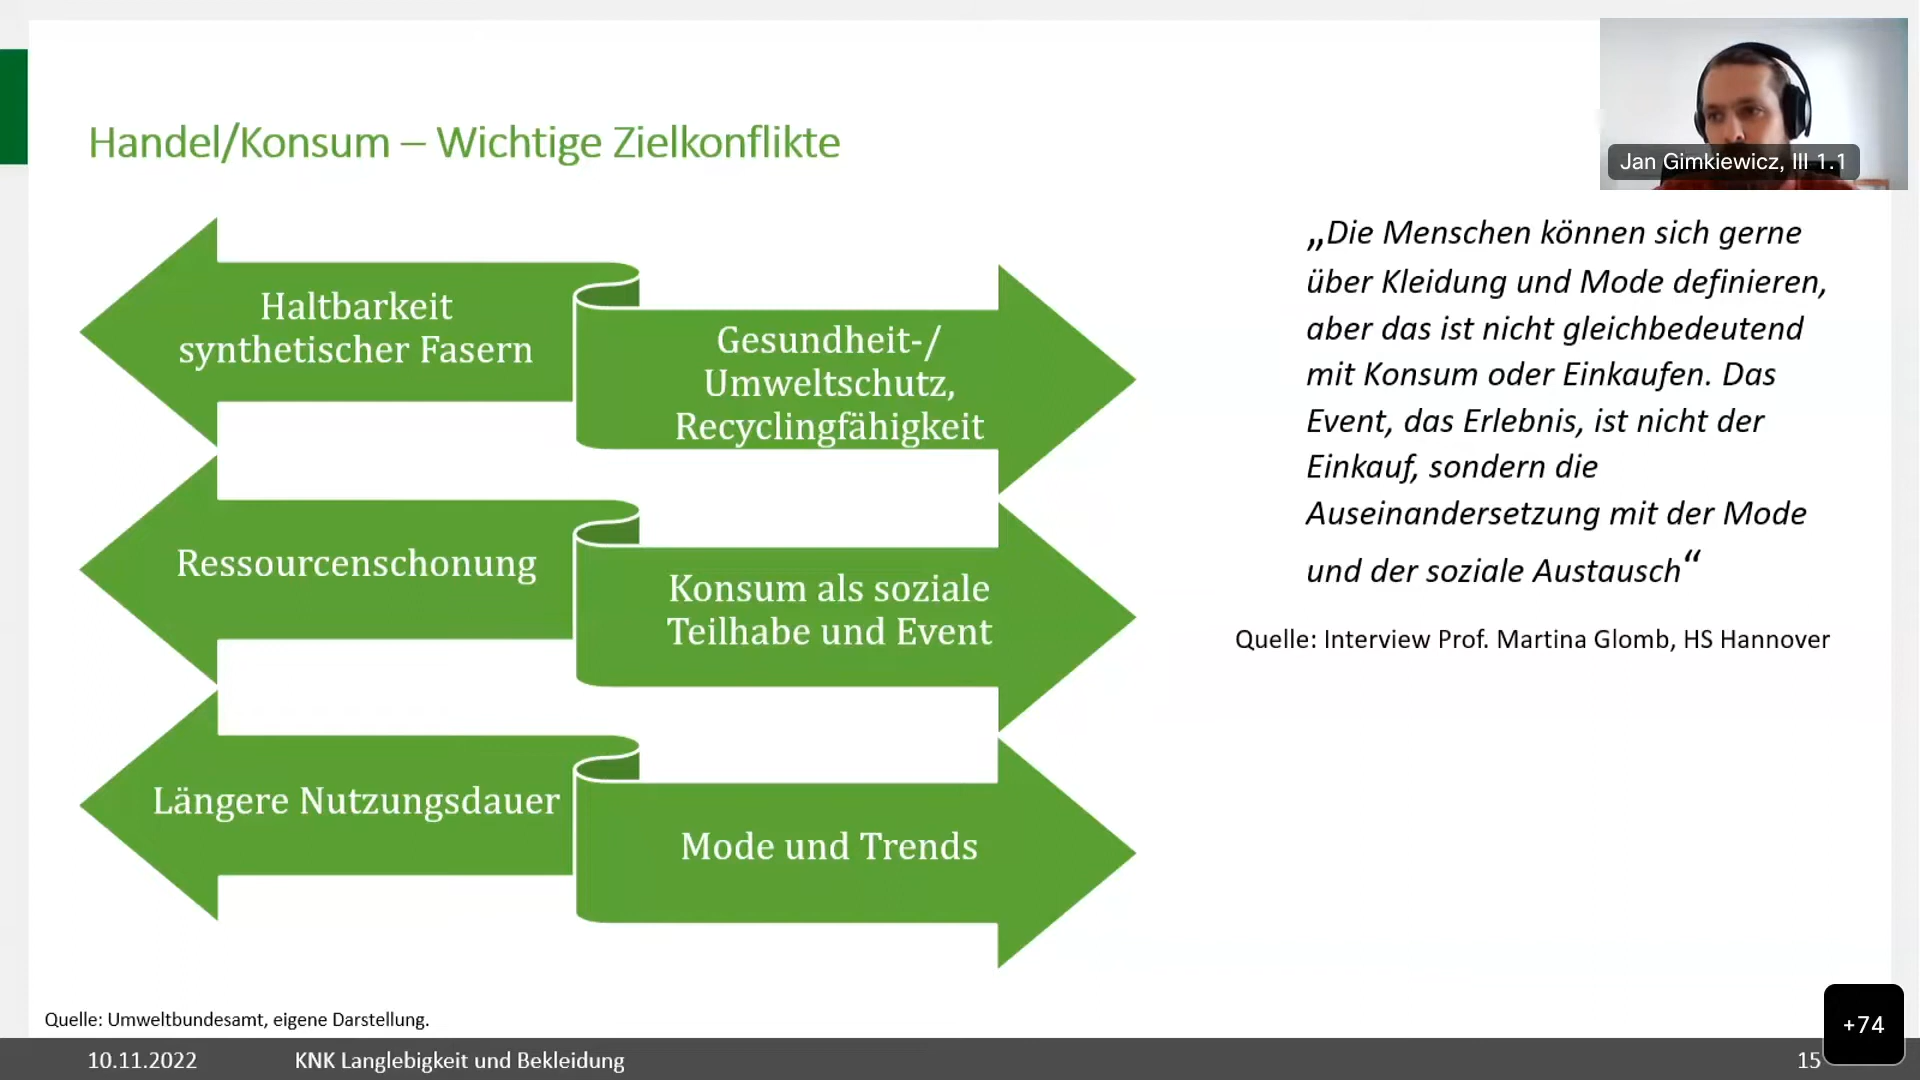 Jan Gimkiewicz, III 1.1
Handel/Konsum – Wichtige Zielkonflikte
Haltbarkeit
synthetischer Fasern
Gesundheit-/
Umweltschutz,
Recyclingfähigkeit
Ressourcenschonung
Konsum als soziale
Teilhabe und Event
Längere Nutzungsdauer
Mode und Trends
„Die Menschen können sich gerne
über Kleidung und Mode definieren,
aber das ist nicht gleichbedeutend
mit Konsum oder Einkaufen. Das
Event, das Erlebnis, ist nicht der
Einkauf, sondern die
Auseinandersetzung mit der Mode
und der soziale Austausch“
Quelle: Interview Prof. Martina Glomb, HS Hannover
Quelle: Umweltbundesamt, eigene Darstellung.
+74
10.11.2022 KNK Langlebigkeit und Bekleidung 15